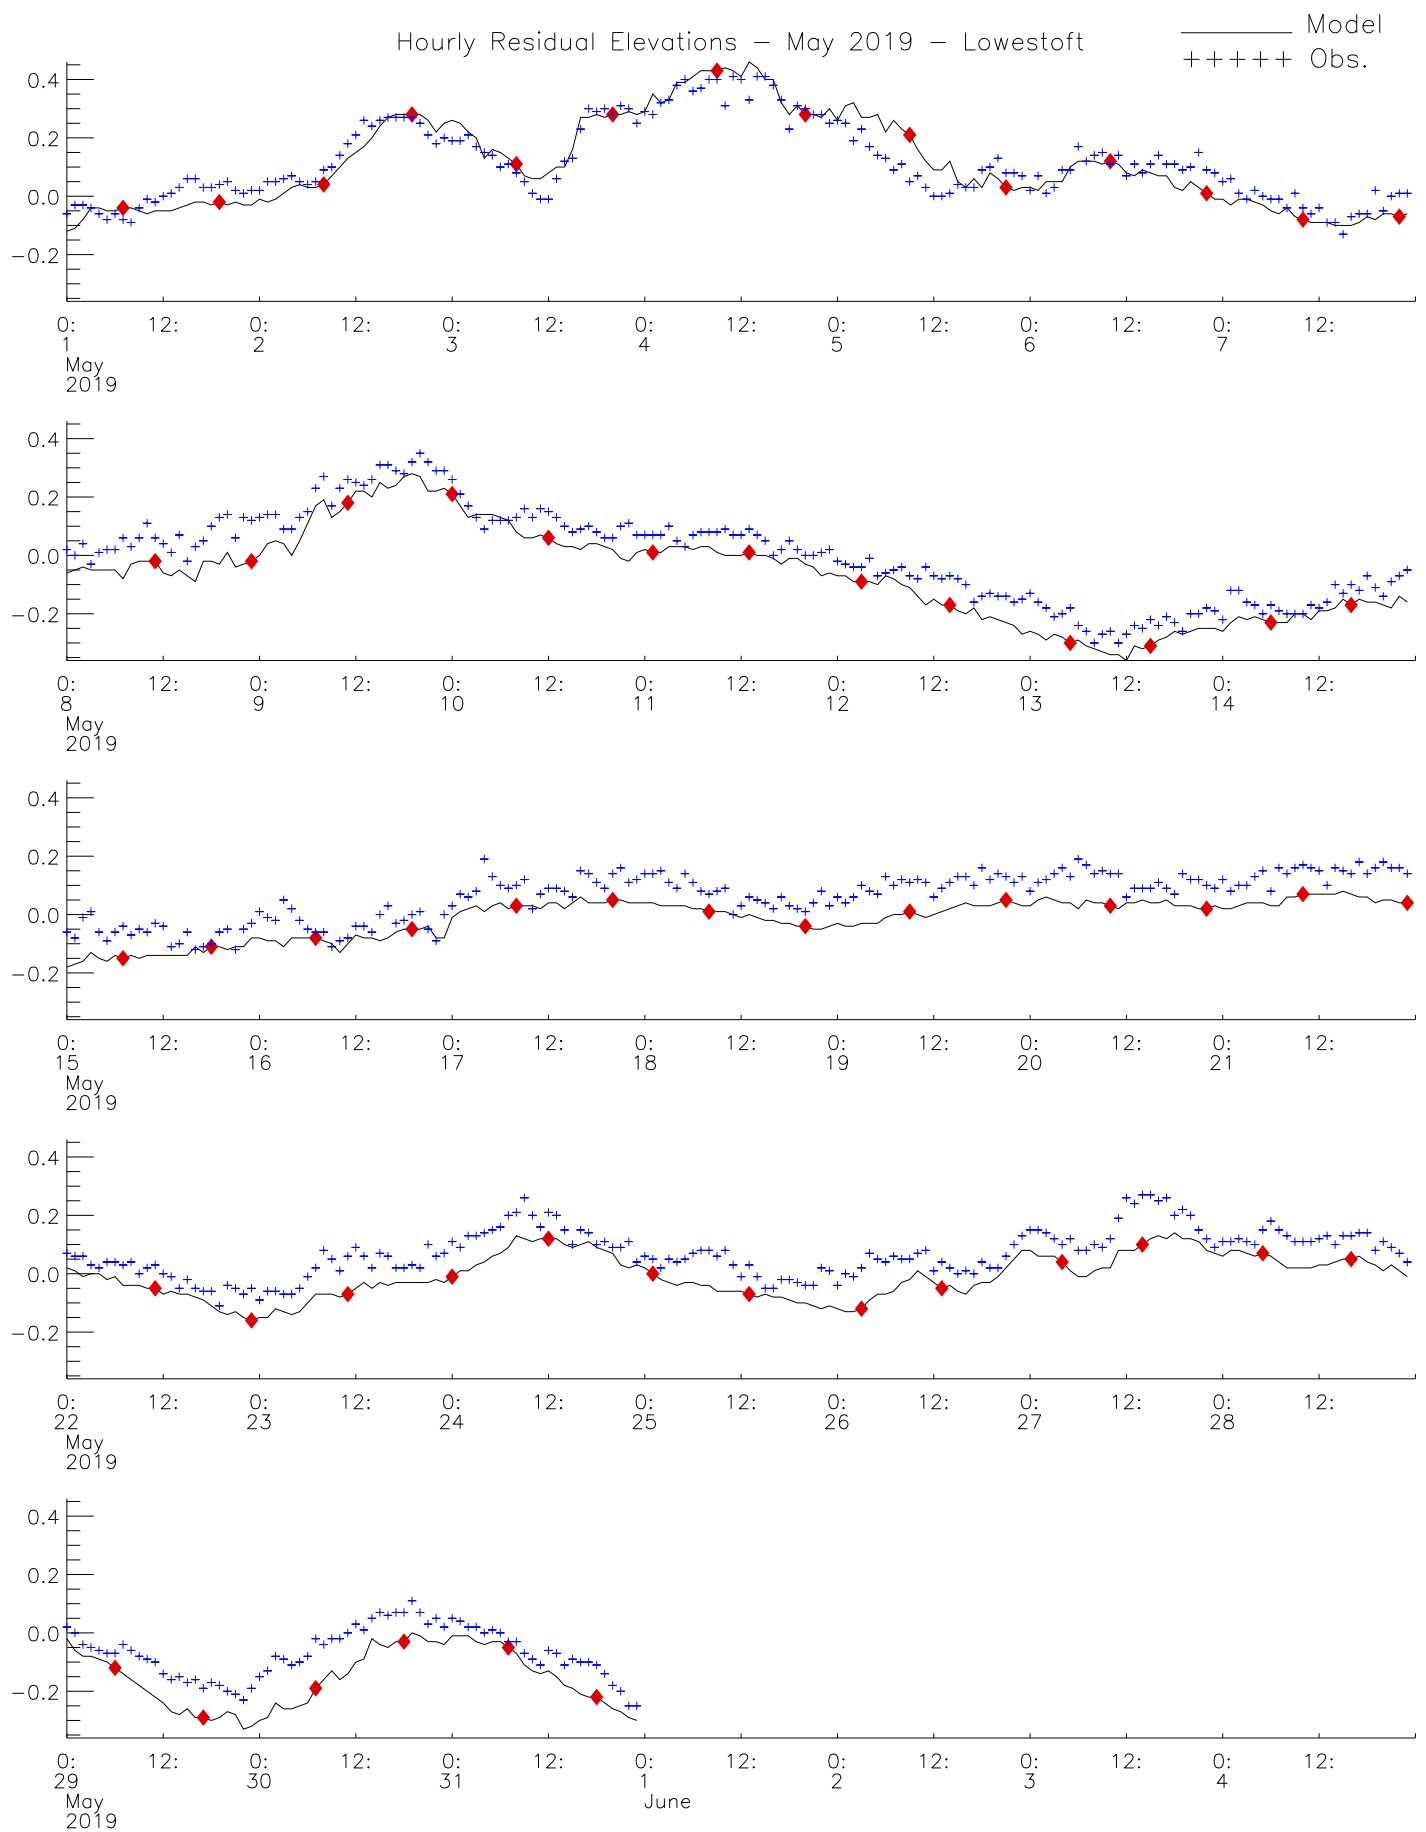 Hourly Residual Elevations – May 2019 – Lowestoft
Model
+++++ Obs.
0.4
0.2
0.0
−0.2
0: 12: 0: 12: 0: 12: 0: 12: 0: 12: 0: 12: 0: 12:
1 2 3 4 5 6 7
May
2019
0.4
0.2
0.0
−0.2
0: 12: 0: 12: 0: 12: 0: 12: 0: 12: 0: 12: 0: 12:
8 9 10 11 12 13 14
May
2019
0.4
0.2
0.0
−0.2
0: 12: 0: 12: 0: 12: 0: 12: 0: 12: 0: 12: 0: 12:
15 16 17 18 19 20 21
May
2019
0.4
0.2
0.0
−0.2
0: 12: 0: 12: 0: 12: 0: 12: 0: 12: 0: 12: 0: 12:
22 23 24 25 26 27 28
May
2019
0.4
0.2
0.0
−0.2
0: 12: 0: 12: 0: 12: 0: 12: 0: 12: 0: 12: 0: 12:
29 30 31 1 2 3 4
May June
2019